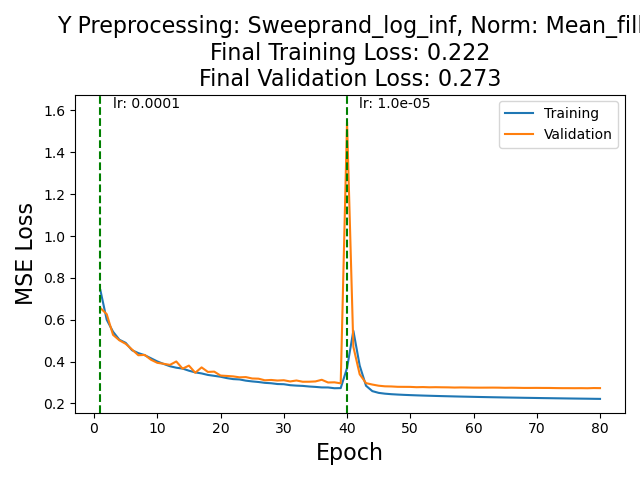 Y Preprocessing: Sweeprand_log_inf, Norm: Mean_fill
Final Training Loss: 0.222
Final Validation Loss: 0.273
lr: 0.0001
lr: 1.0e-05
Training
Validation
MSE Loss
1.6
1.4
1.2
1.0
0.8
0.6
0.4
0.2
0
10
20
30
40
50
60
70
80
Epoch